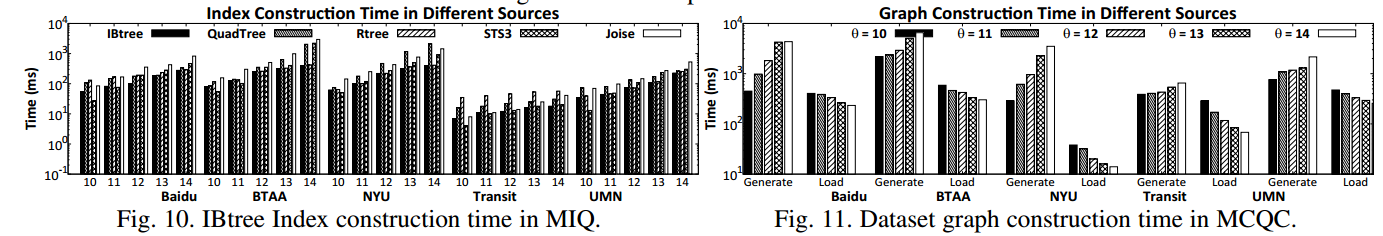 Index Construction Time in Different Sources
IBtree QuadTree Rtree STS3 Joise
Time (ms)
10^4
10^3
10^2
10^1
10^0
10^-1
10 11 12 13 14 10 11 12 13 14 10 11 12 13 14 10 11 12 13 14 10 11 12 13 14
Baidu BTAA NYU Transit UMN
Fig. 10. IBtree Index construction time in MIQ.
Graph Construction Time in Different Sources
θ = 10 θ = 11 θ = 12 θ = 13 θ = 14
Time (ms)
10^4
10^3
10^2
10^1
Generate Load Generate Load Generate Load Generate Load Generate Load
Baidu BTAA NYU Transit UMN
Fig. 11. Dataset graph construction time in MCQC.